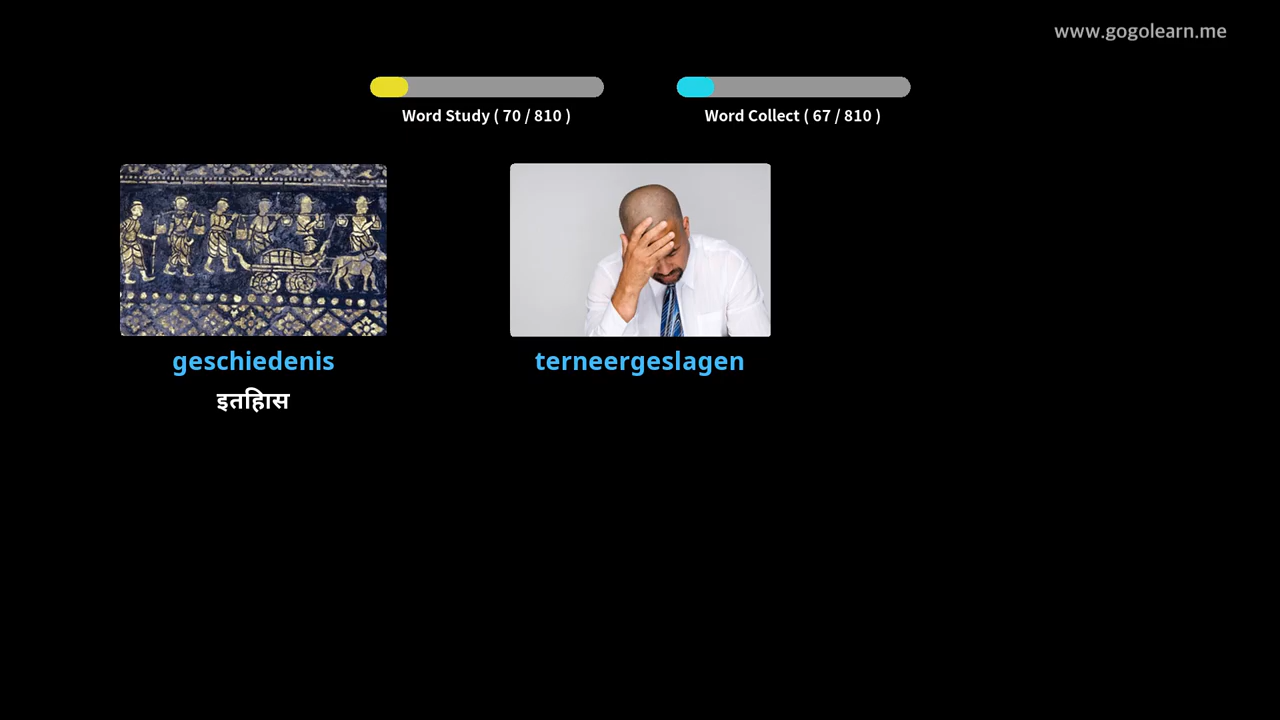 www.gogolearn.me
Word Study ( 70 / 810 )
Word Collect ( 67 / 810 )
geschiedenis
terneergeslagen
इतिहास